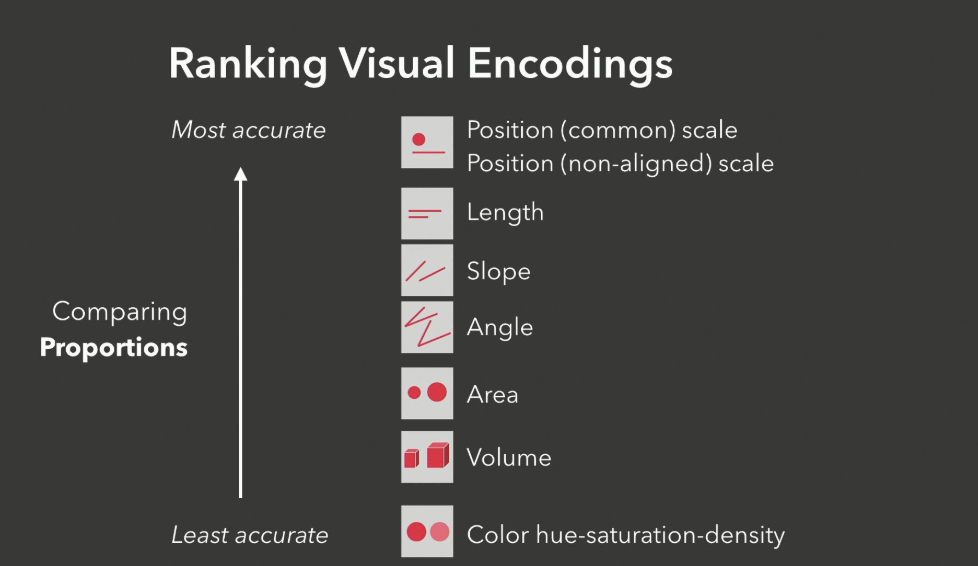 Ranking Visual Encodings
Most accurate
Position (common) scale
Position (non-aligned) scale
Length
Slope
Comparing
Proportions
Angle
Area
Volume
Least accurate
Color hue-saturation-density